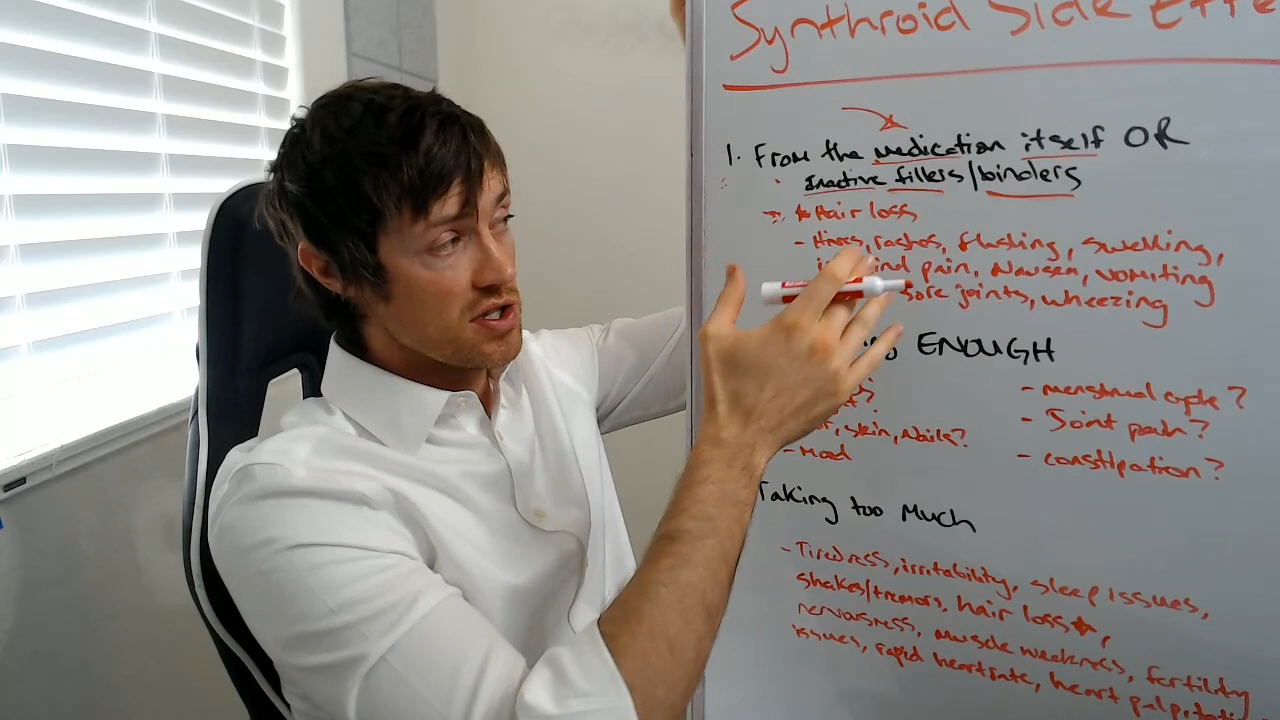 Synthroid Side Effe
1. From the medication itself OR
Inactive fillers/binders
* Hair loss
- Hives, rashes, flushing, swelling,
pain, Nausea, vomiting
sore joints, wheezing
ENOUGH
- menstrual cycle?
, skin, Nails? - Joint pain?
- Mood - constipation?
Taking too Much
- Tiredness, irritability, sleep issues,
shakes/tremors, hair loss*,
nervousness, muscle weakness, fertility
issues, rapid heartrate, heart palpitati